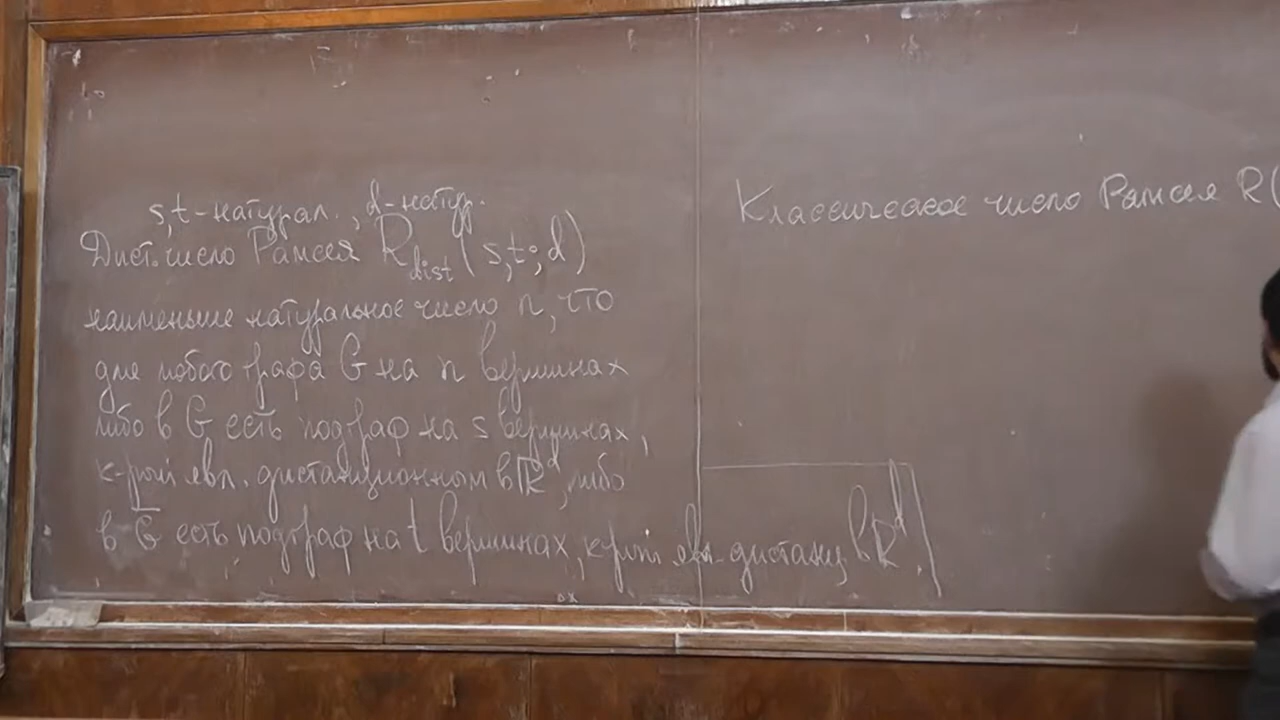 s,t-натурал., d-натур.
Дист. число Рамсея R_dist(s,t;d)
наименьшее натуральное число n, что
для любого графа G на n вершинах
либо в G есть подграф на s вершинах,
к-рый явл. дистанционным в ℝ^d, либо
в G̅ есть подграф на t вершинах, к-рый явл. дистанц. в ℝ^d.
Классическое число Рамсея R(